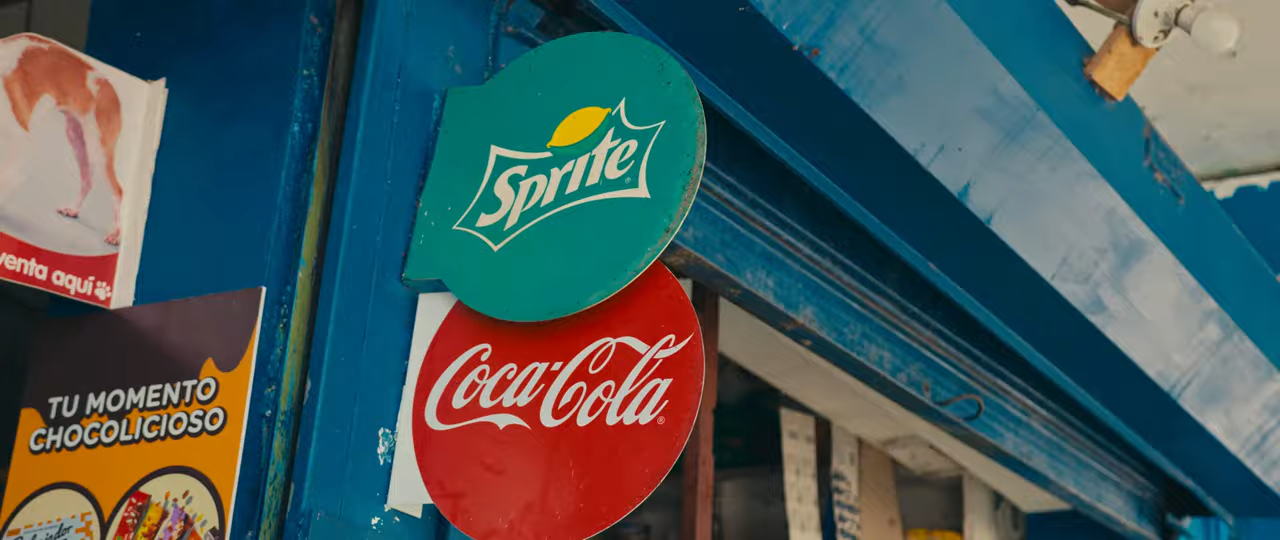 venta aquí
TU MOMENTO
CHOCOLICIOSO
Sprite
Coca-Cola